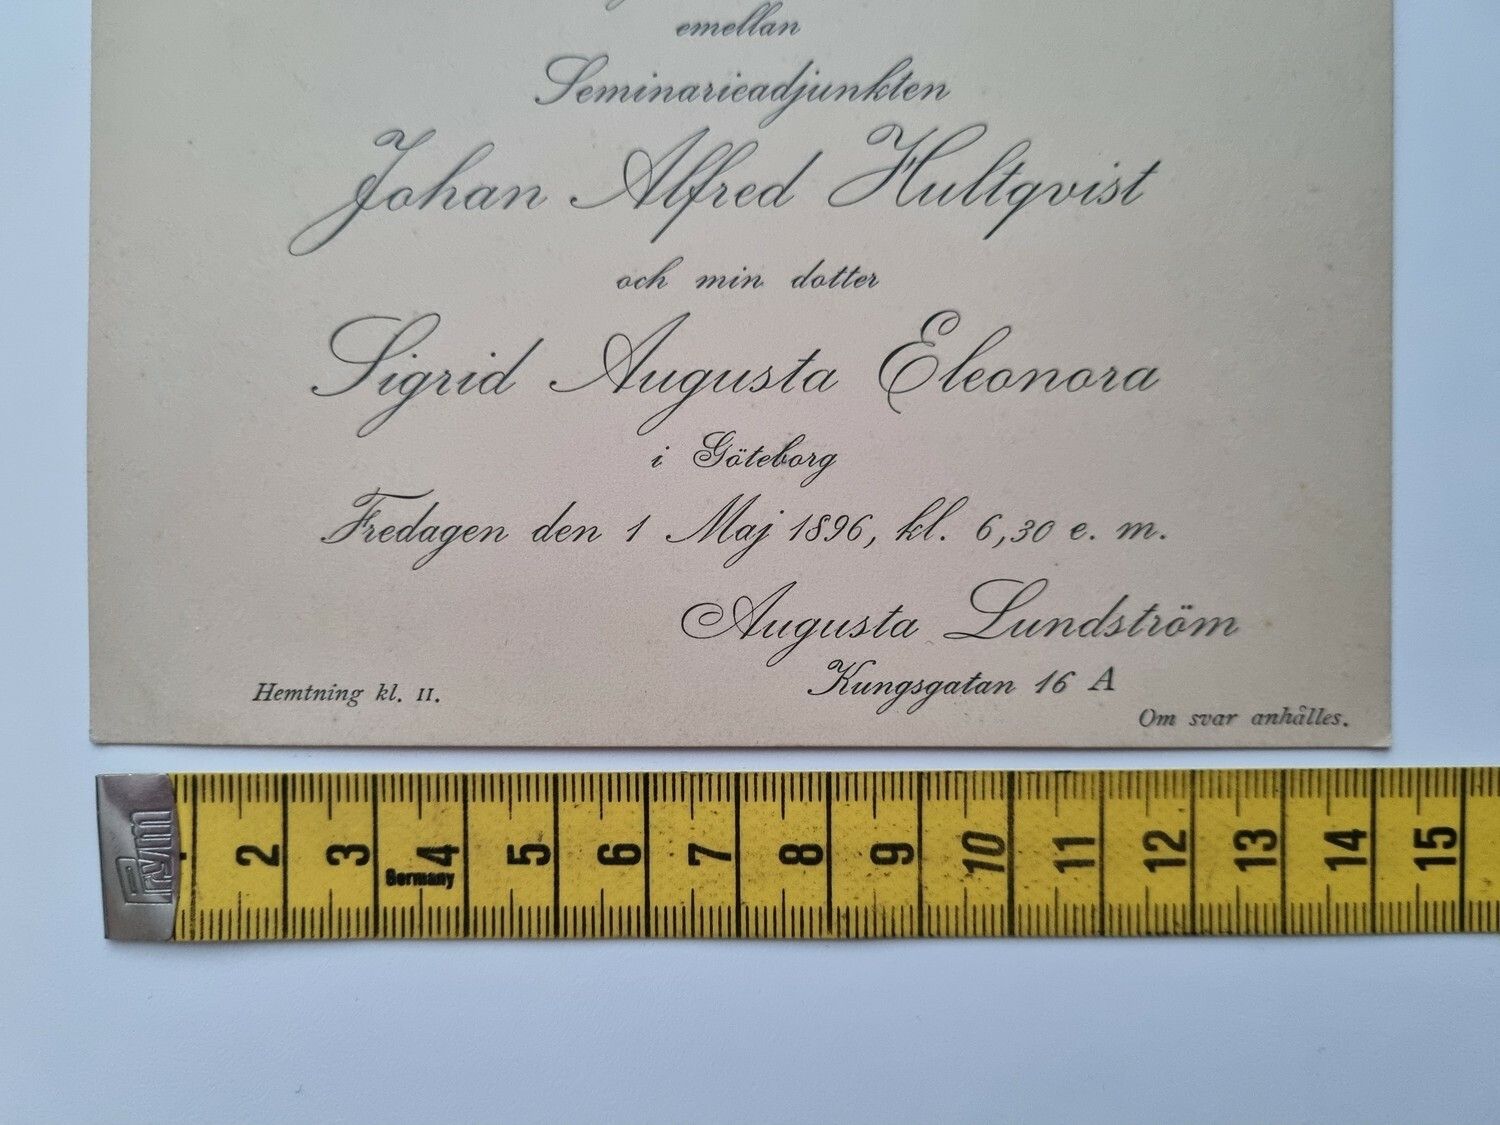 emellan
Seminarieadjunkten
Johan Alfred Hultqvist
och min dotter
Sigrid Augusta Eleonora
i Göteborg
Fredagen den 1 Maj 1896, kl. 6,30 e. m.
Augusta Lundström
Kungsgatan 16 A
Hemtning kl. 11.
Om svar anhålles.
Prym
2 3 4 5 6 7 8 9 10 11 12 13 14 15
Germany